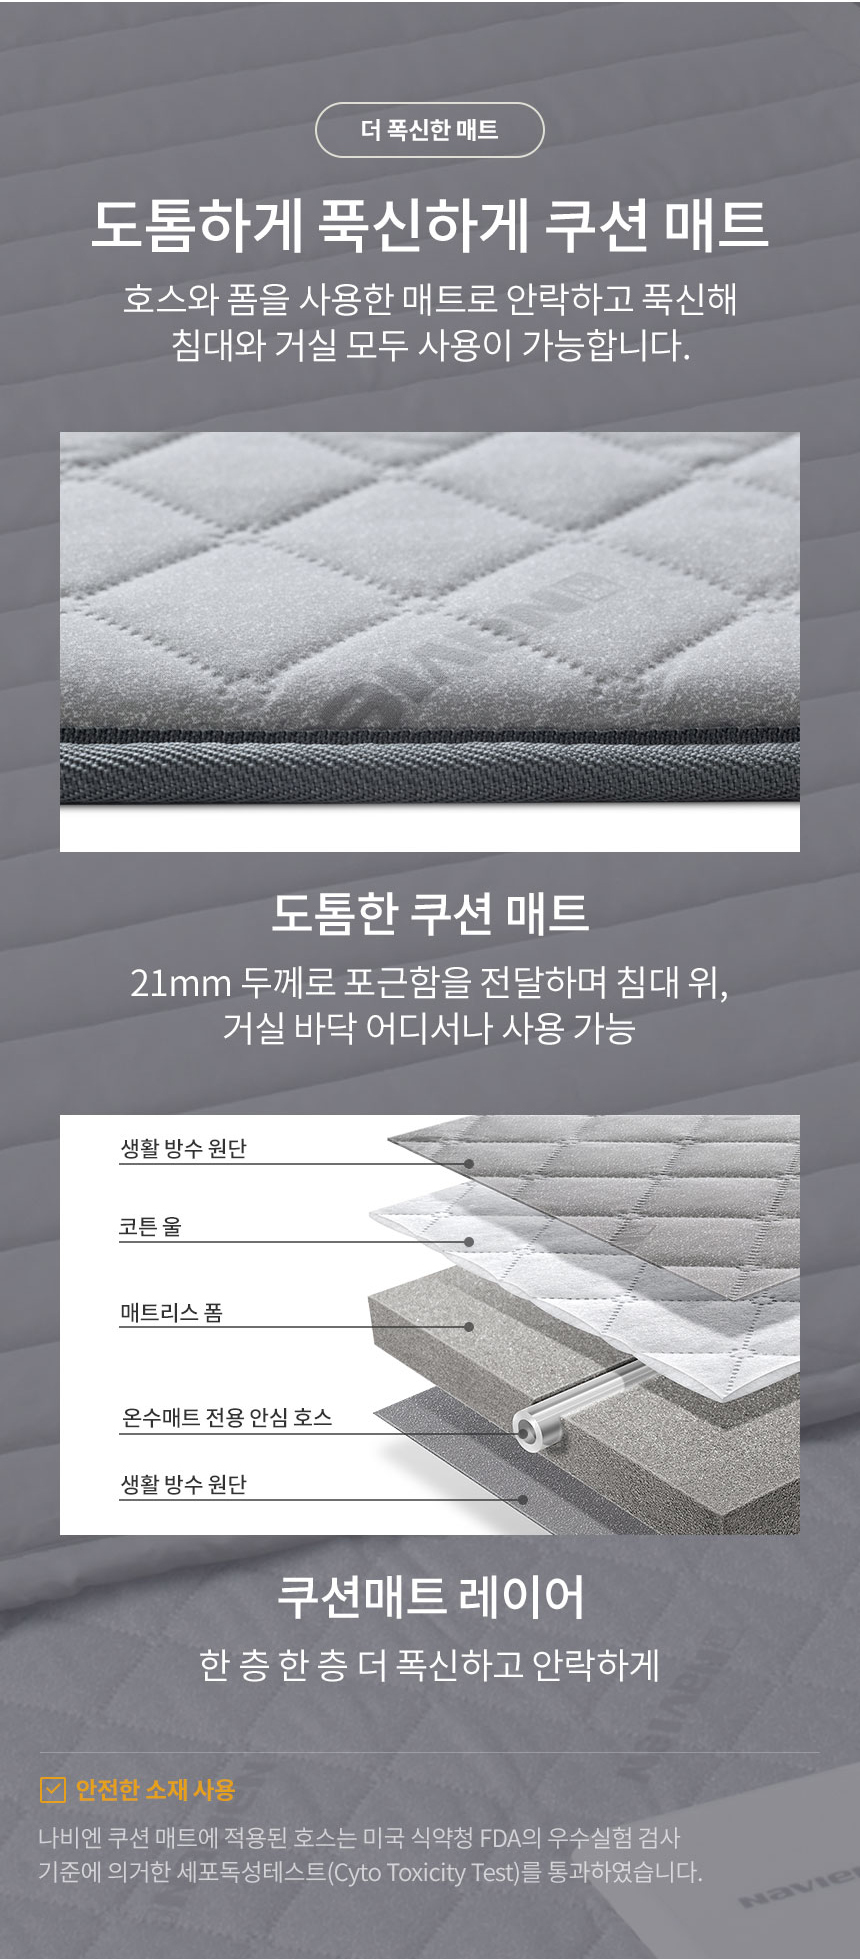 더 폭신한 매트
도톰하게 푹신하게 쿠션 매트
호스와 폼을 사용한 매트로 안락하고 푹신해
침대와 거실 모두 사용이 가능합니다.
도톰한 쿠션 매트
21mm 두께로 포근함을 전달하며 침대 위,
거실 바닥 어디서나 사용 가능
생활 방수 원단
코튼 울
매트리스 폼
온수매트 전용 안심 호스
생활 방수 원단
쿠션매트 레이어
한 층 한 층 더 폭신하고 안락하게
안전한 소재 사용
나비엔 쿠션 매트에 적용된 호스는 미국 식약청 FDA의 우수실험 검사
기준에 의거한 세포독성테스트(Cyto Toxicity Test)를 통과하였습니다.